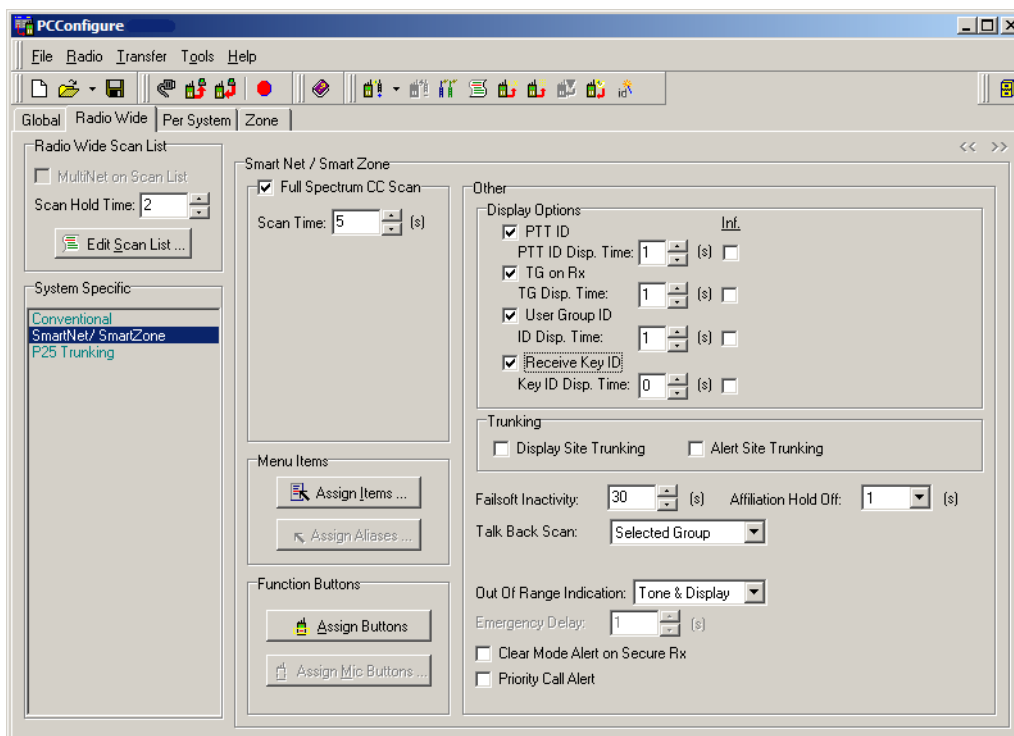 PCConfigure
File Radio Transfer Tools Help
id
Global Radio Wide Per System Zone
<< >>
Radio Wide Scan List
MultiNet on Scan List
Scan Hold Time: 2
Edit Scan List ...
System Specific
Conventional
SmartNet/ SmartZone
P25 Trunking
Smart Net / Smart Zone
Full Spectrum CC Scan
Scan Time: 5 (s)
Menu Items
Assign Items ...
Assign Aliases ...
Function Buttons
Assign Buttons
Assign Mic Buttons ...
Other
Display Options
Inf.
PTT ID
PTT ID Disp. Time: 1 (s)
TG on Rx
TG Disp. Time: 1 (s)
User Group ID
ID Disp. Time: 1 (s)
Receive Key ID
Key ID Disp. Time: 0 (s)
Trunking
Display Site Trunking Alert Site Trunking
Failsoft Inactivity: 30 (s) Affiliation Hold Off: 1 (s)
Talk Back Scan: Selected Group
Out Of Range Indication: Tone & Display
Emergency Delay: 1 (s)
Clear Mode Alert on Secure Rx
Priority Call Alert